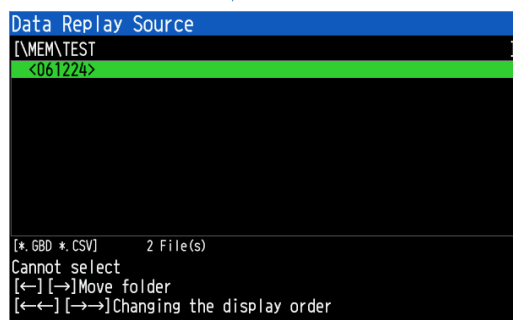 Data Replay Source
[\MEM\TEST ]
<061224>
[*.GBD *.CSV] 2 File(s)
Cannot select
[←][→]Move folder
[←←][→→]Changing the display order